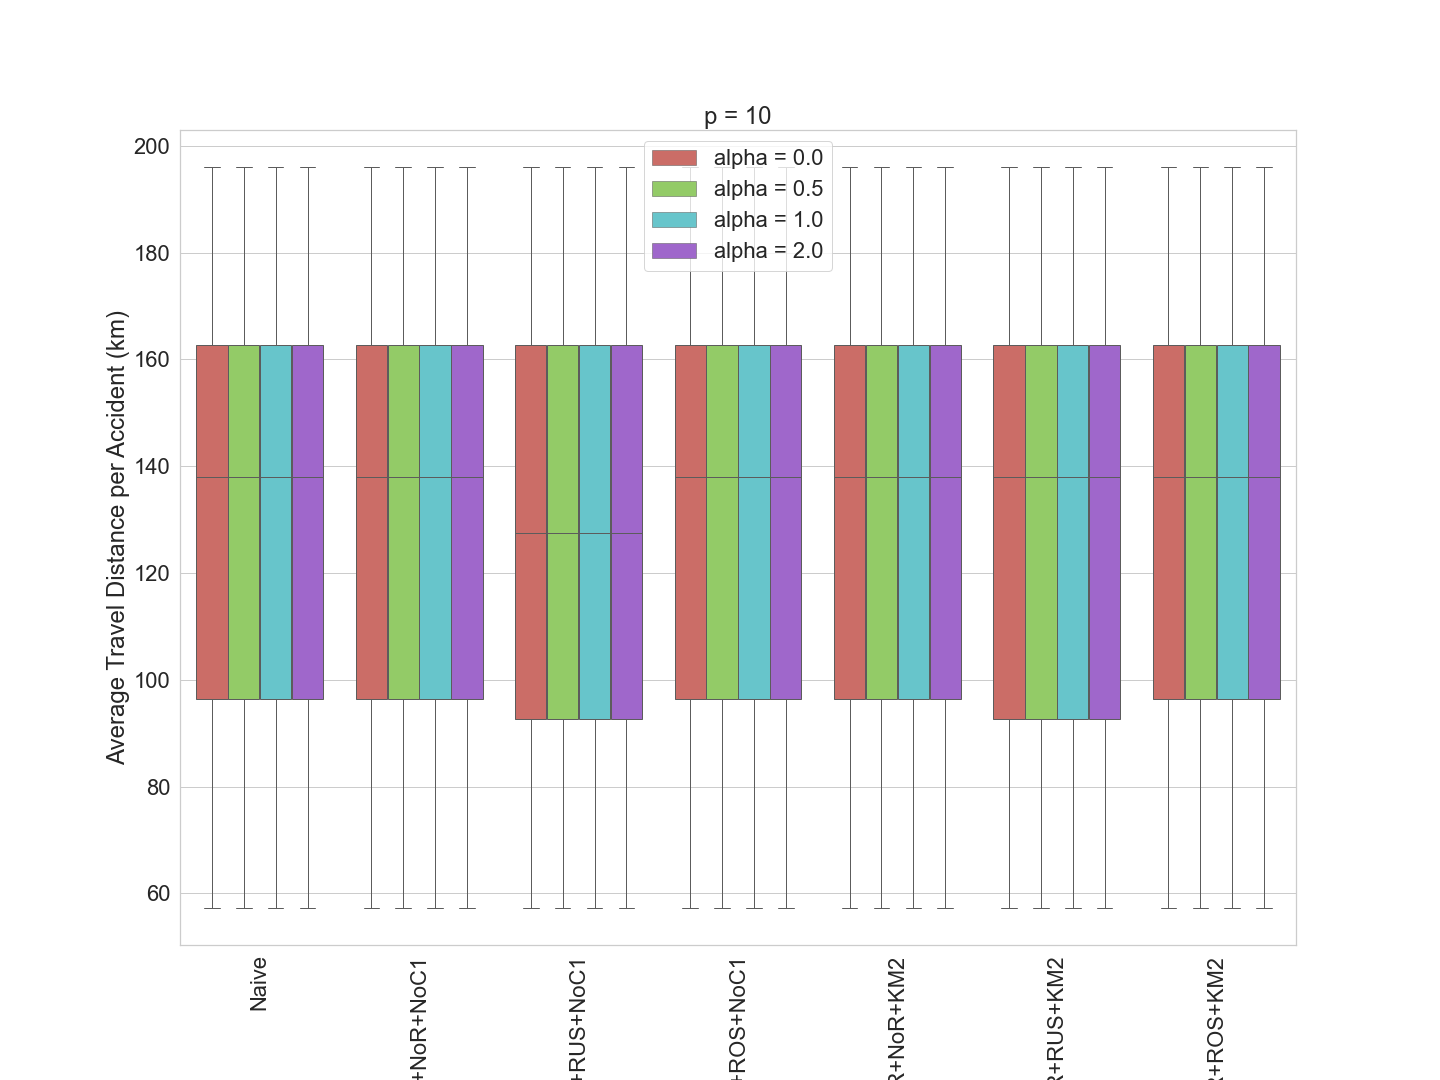 p = 10
alpha = 0.0
alpha = 0.5
alpha = 1.0
alpha = 2.0
Average Travel Distance per Accident (km)
200
180
160
140
120
100
80
60
Naive
+NoR+NoC1
+RUS+NoC1
+ROS+NoC1
R+NoR+KM2
R+RUS+KM2
R+ROS+KM2